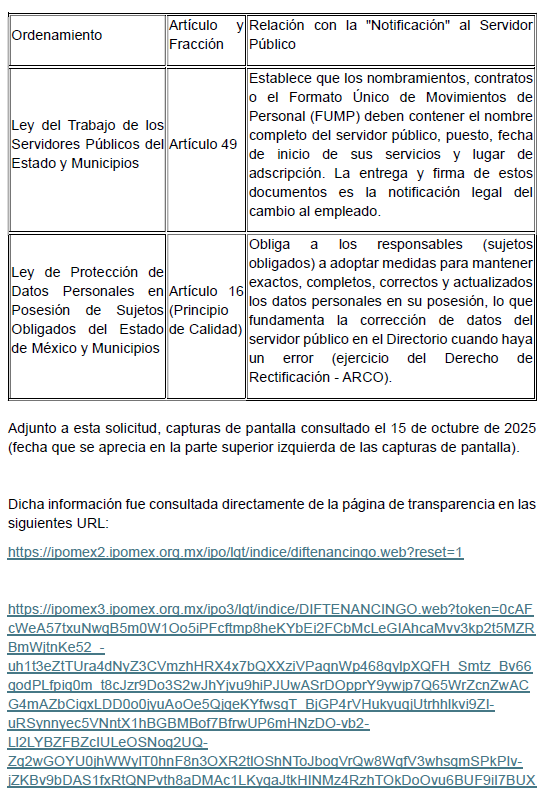 Ordenamiento
Artículo y Fracción
Relación con la "Notificación" al Servidor Público
Ley del Trabajo de los Servidores Públicos del Estado y Municipios
Artículo 49
Establece que los nombramientos, contratos
o el Formato Único de Movimientos de
Personal (FUMP) deben contener el nombre
completo del servidor público, puesto, fecha
de inicio de sus servicios y lugar de
adscripción. La entrega y firma de estos
documentos es la notificación legal del
cambio al empleado.
Ley de Protección de
Datos Personales en
Posesión de Sujetos
Obligados del Estado
de México y Municipios
Artículo 16
(Principio
de Calidad)
Obliga a los responsables (sujetos
obligados) a adoptar medidas para mantener
exactos, completos, correctos y actualizados
los datos personales en su posesión, lo que
fundamenta la corrección de datos del
servidor público en el Directorio cuando haya
un error (ejercicio del Derecho de
Rectificación - ARCO).
Adjunto a esta solicitud, capturas de pantalla consultado el 15 de octubre de 2025
(fecha que se aprecia en la parte superior izquierda de las capturas de pantalla).
Dicha información fue consultada directamente de la página de transparencia en las
siguientes URL:
https://ipomex2.ipomex.org.mx/ipo/lgt/indice/diftenancingo.web?reset=1
https://ipomex3.ipomex.org.mx/ipo3/lgt/indice/DIFTENANCINGO.web?token=0cAF